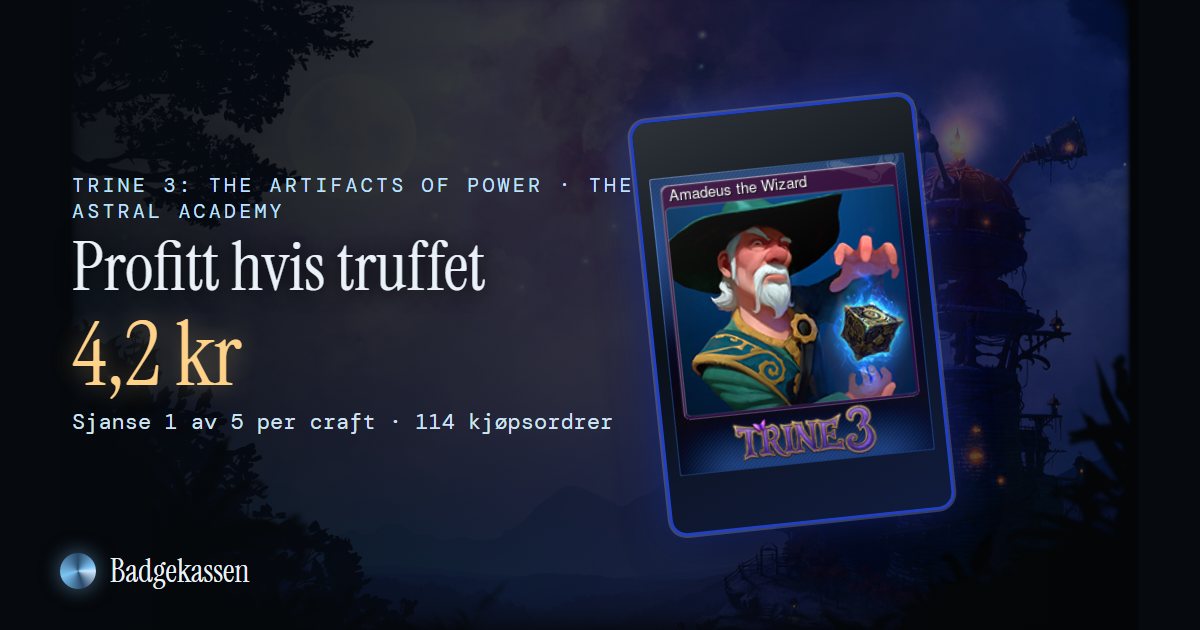 TRINE 3: THE ARTIFACTS OF POWER · THE
ASTRAL ACADEMY
Profitt hvis truffet
4,2 kr
Sjanse 1 av 5 per craft · 114 kjøpsordrer
Amadeus the Wizard
TRINE 3
Badgekassen